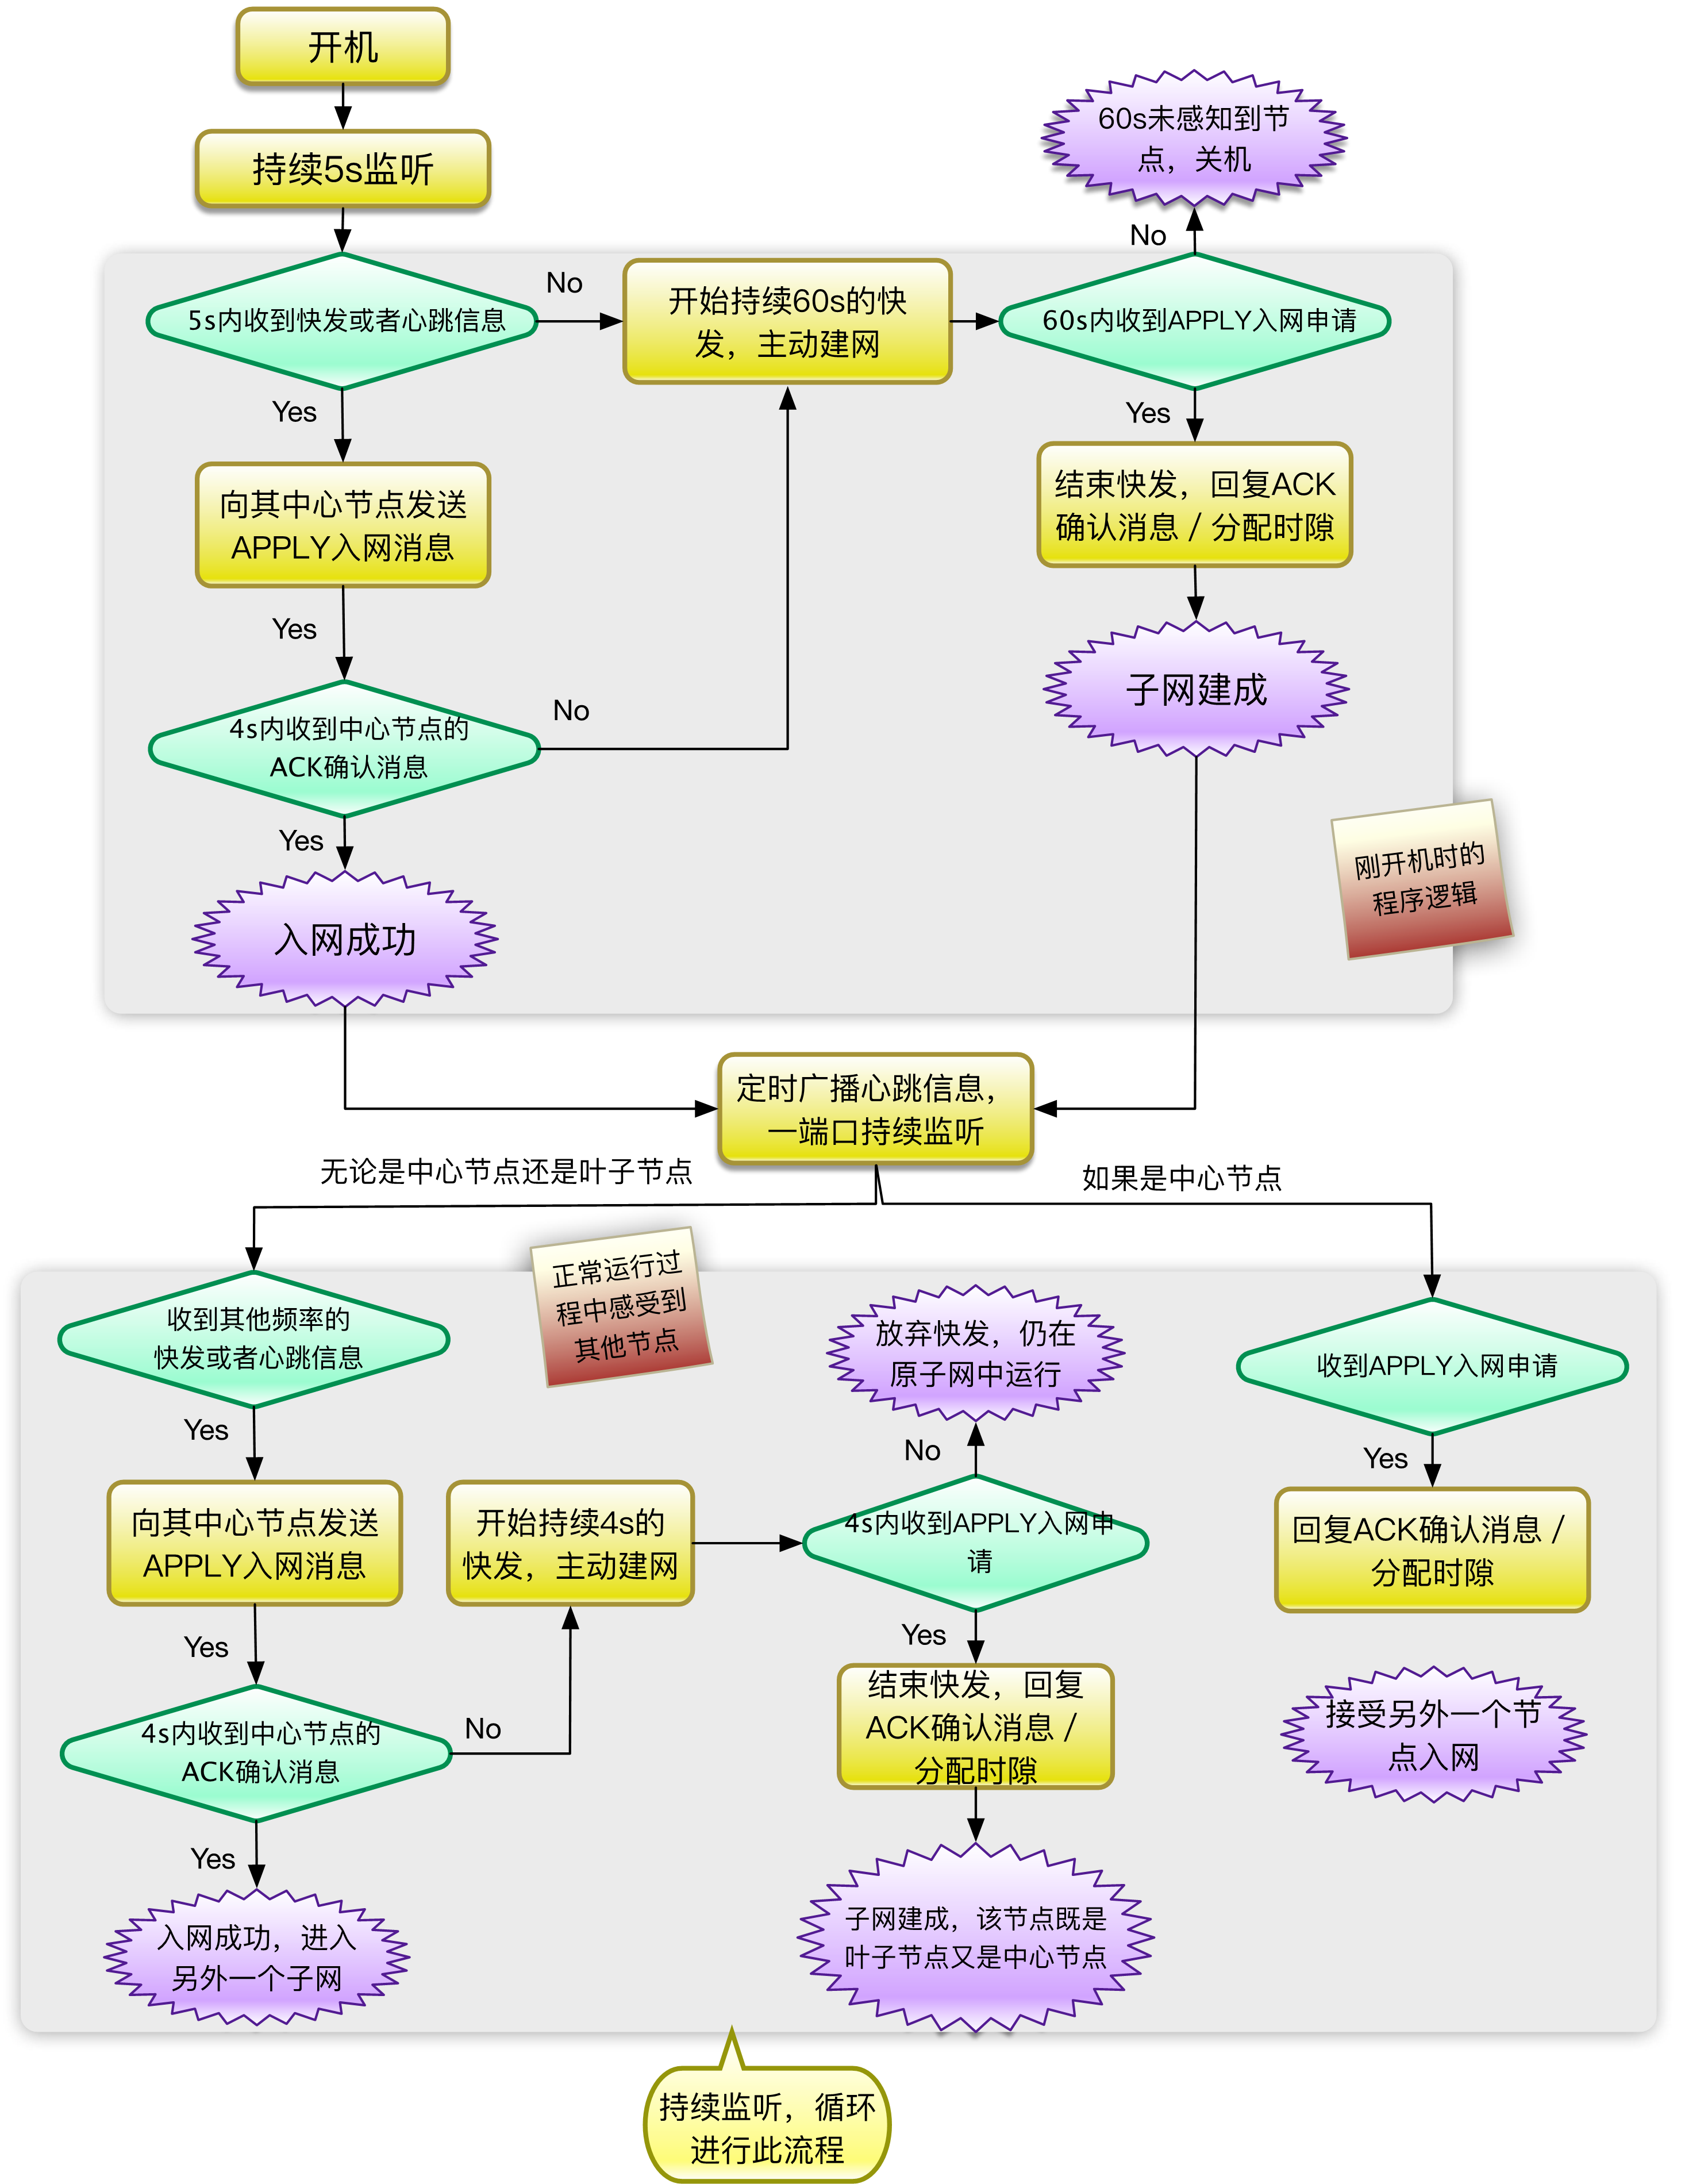 开机
持续5s监听
60s未感知到节
点，关机
No
5s内收到快发或者心跳信息
No
开始持续60s的快
发，主动建网
60s内收到APPLY入网申请
Yes
Yes
向其中心节点发送
APPLY入网消息
结束快发，回复ACK
确认消息 / 分配时隙
Yes
子网建成
4s内收到中心节点的
ACK确认消息
No
Yes
刚开机时的
程序逻辑
入网成功
定时广播心跳信息，
一端口持续监听
无论是中心节点还是叶子节点
如果是中心节点
正常运行过
程中感受到
其他节点
收到其他频率的
快发或者心跳信息
放弃快发，仍在
原子网中运行
收到APPLY入网申请
Yes
No
Yes
向其中心节点发送
APPLY入网消息
开始持续4s的
快发，主动建网
4s内收到APPLY入网申
请
回复ACK确认消息 /
分配时隙
Yes
Yes
结束快发，回复
ACK确认消息 /
分配时隙
4s内收到中心节点的
ACK确认消息
No
接受另外一个节
点入网
Yes
入网成功，进入
另外一个子网
子网建成，该节点既是
叶子节点又是中心节点
持续监听，循环
进行此流程